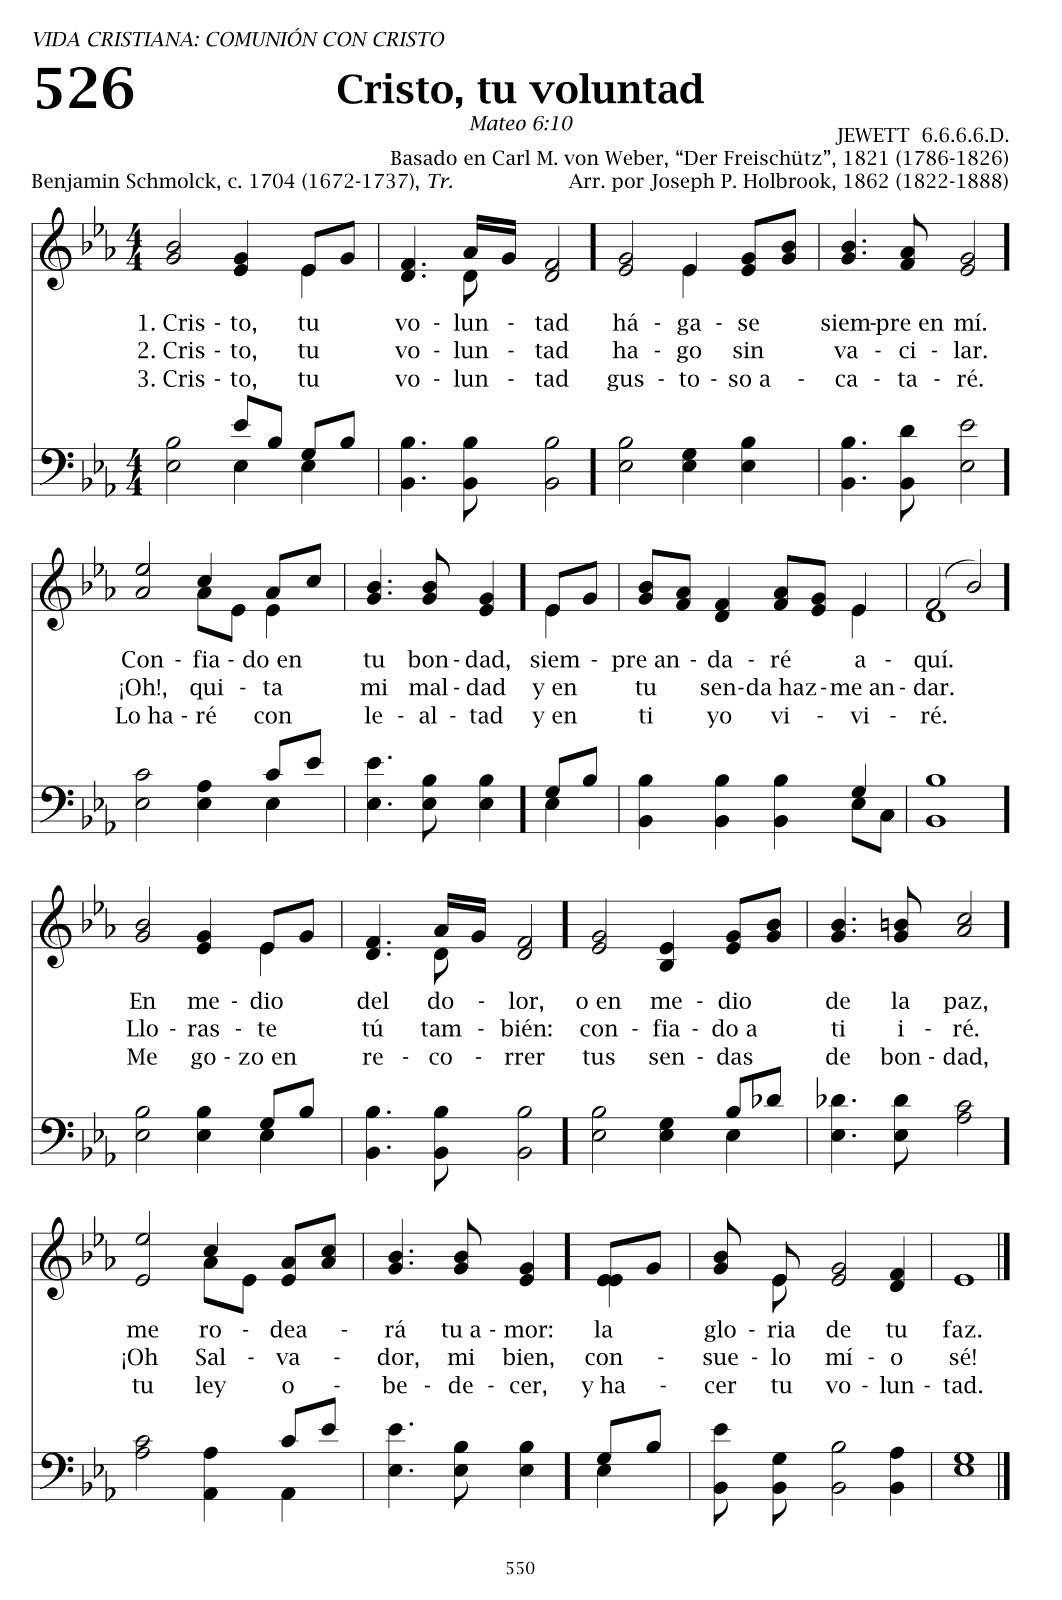 VIDA CRISTIANA: COMUNIÓN CON CRISTO
526 Cristo, tu voluntad
Mateo 6:10
JEWETT 6.6.6.6.D.
Basado en Carl M. von Weber, “Der Freischütz”, 1821 (1786-1826)
Benjamin Schmolck, c. 1704 (1672-1737), Tr. Arr. por Joseph P. Holbrook, 1862 (1822-1888)
1. Cris - to, tu vo - lun - tad há - ga - se siem-pre en mí.
2. Cris - to, tu vo - lun - tad ha - go sin va - ci - lar.
3. Cris - to, tu vo - lun - tad gus - to - so a - ca - ta - ré.
Con - fia - do en tu bon - dad, siem - pre an - da - ré a - quí.
¡Oh!, qui - ta mi mal - dad y en tu sen-da haz-me an - dar.
Lo ha - ré con le - al - tad y en ti yo vi - vi - ré.
En me - dio del do - lor, o en me - dio de la paz,
Llo - ras - te tú tam - bién: con - fia - do a ti i - ré.
Me go - zo en re - co - rrer tus sen - das de bon - dad,
me ro - dea - rá tu a - mor: la glo - ria de tu faz.
¡Oh Sal - va - dor, mi bien, con - sue - lo mí - o sé!
tu ley o - be - de - cer, y ha - cer tu vo - lun - tad.
550